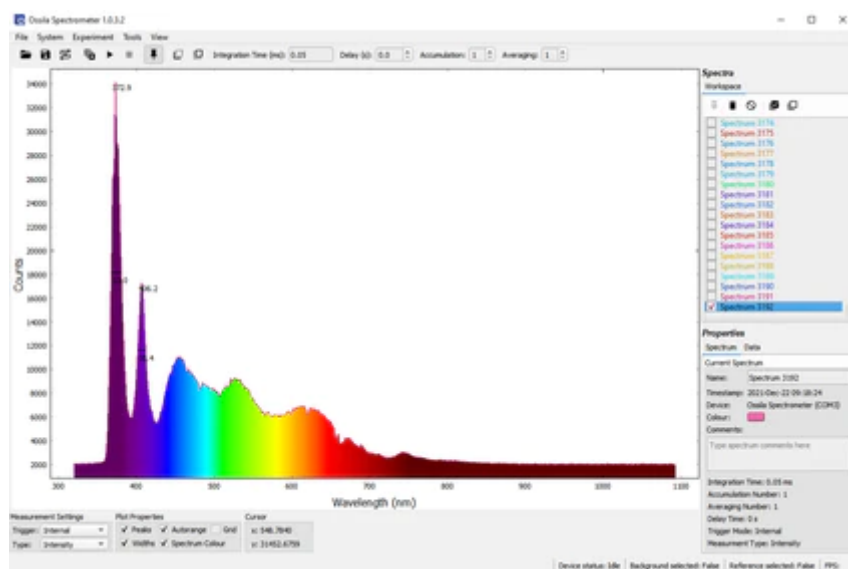 Ossila Spectrometer 1.0.3.2
File System Experiment Tools View
Integration Time (ms): 0.05 Delay (s): 0.0 Accumulation: 1 Averaging: 1
34000
32000
30000
28000
26000
24000
22000
20000
18000
16000
14000
12000
10000
8000
6000
4000
2000
Counts
372.9
300 400 500 600 700 800 900 1000 1100
Wavelength (nm)
Spectra
Workspace
Spectrum 3174
Spectrum 3175
Spectrum 3176
Spectrum 3177
Spectrum 3178
Spectrum 3179
Spectrum 3180
Spectrum 3181
Spectrum 3182
Spectrum 3183
Spectrum 3184
Spectrum 3185
Spectrum 3186
Spectrum 3187
Spectrum 3188
Spectrum 3189
Spectrum 3190
Spectrum 3191
Spectrum 3192
Properties
Spectrum Data
Current Spectrum
Name: Spectrum 3192
Timestamp: 2021-Dec-22 09:18:24
Device: Ossila Spectrometer (COM3)
Colour:
Comments:
Type spectrum comments here
Integration Time: 0.05 ms
Accumulation Number: 1
Averaging Number: 1
Delay Time: 0 s
Trigger Mode: Internal
Measurement Type: Intensity
Measurement Settings Plot Properties Cursor
Trigger: Internal Peaks Autorange Grid x: 546.7840
Type: Intensity Widths Spectrum Colour y: 31452.6759
Device status: Idle Background selected: False Reference selected: False FPS: